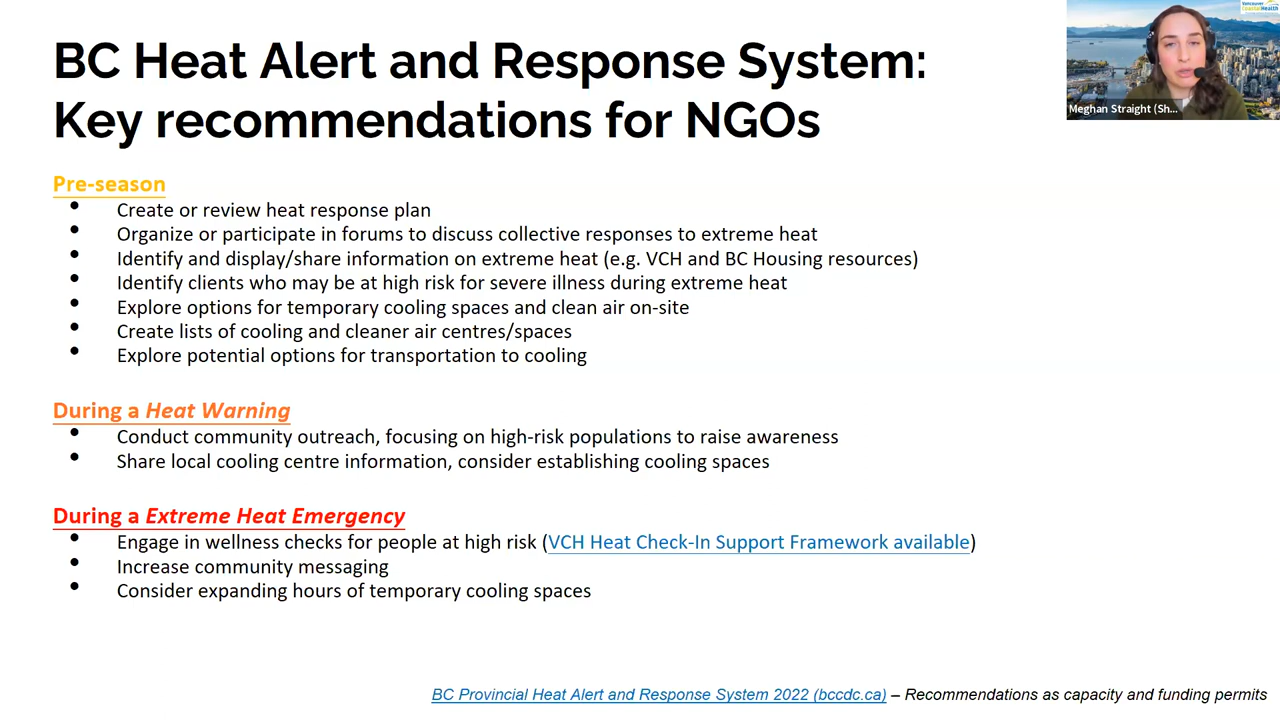 BC Heat Alert and Response System:
Key recommendations for NGOs
Vancouver
CoastalHealth
Meghan Straight (Sh...
Pre-season
• Create or review heat response plan
• Organize or participate in forums to discuss collective responses to extreme heat
• Identify and display/share information on extreme heat (e.g. VCH and BC Housing resources)
• Identify clients who may be at high risk for severe illness during extreme heat
• Explore options for temporary cooling spaces and clean air on-site
• Create lists of cooling and cleaner air centres/spaces
• Explore potential options for transportation to cooling
During a Heat Warning
• Conduct community outreach, focusing on high-risk populations to raise awareness
• Share local cooling centre information, consider establishing cooling spaces
During a Extreme Heat Emergency
• Engage in wellness checks for people at high risk (VCH Heat Check-In Support Framework available)
• Increase community messaging
• Consider expanding hours of temporary cooling spaces
BC Provincial Heat Alert and Response System 2022 (bccdc.ca) – Recommendations as capacity and funding permits